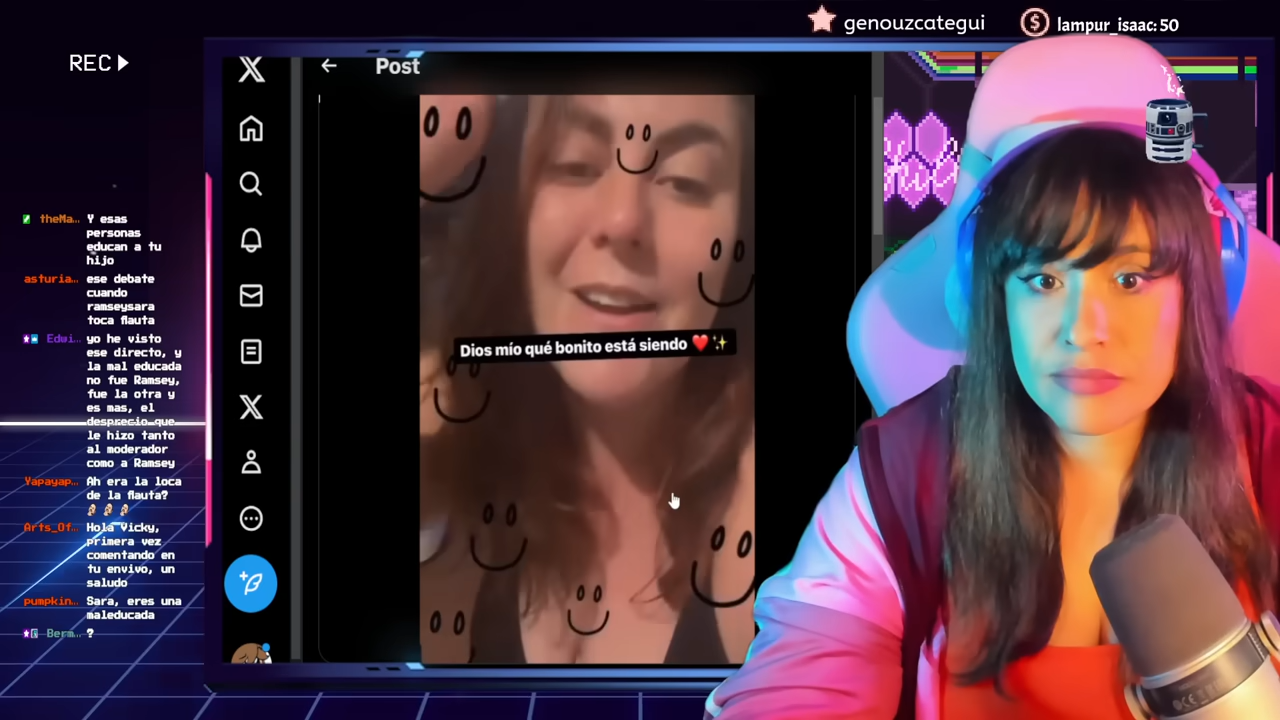 genouzcategui
lampur_isaac: 50
REC
Post
Dios mío qué bonito está siendo ❤️✨
theMa… Y esas
personas
educan a tu
hijo
asturia… ese debate
cuando
ramseysara
toca flauta
Edwi… yo he visto
ese directo, y
la mal educada
no fue Ramsey,
fue la otra y
es mas, el
desprecio que
le hizo tanto
al moderador
como a Ramsey
Yapayap… Ah era la loca
de la flauta?
Arts_Of… Hola Vicky,
primera vez
comentando en
tu envivo, un
saludo
pumpkin… Sara, eres una
maleducada
Berm… ?